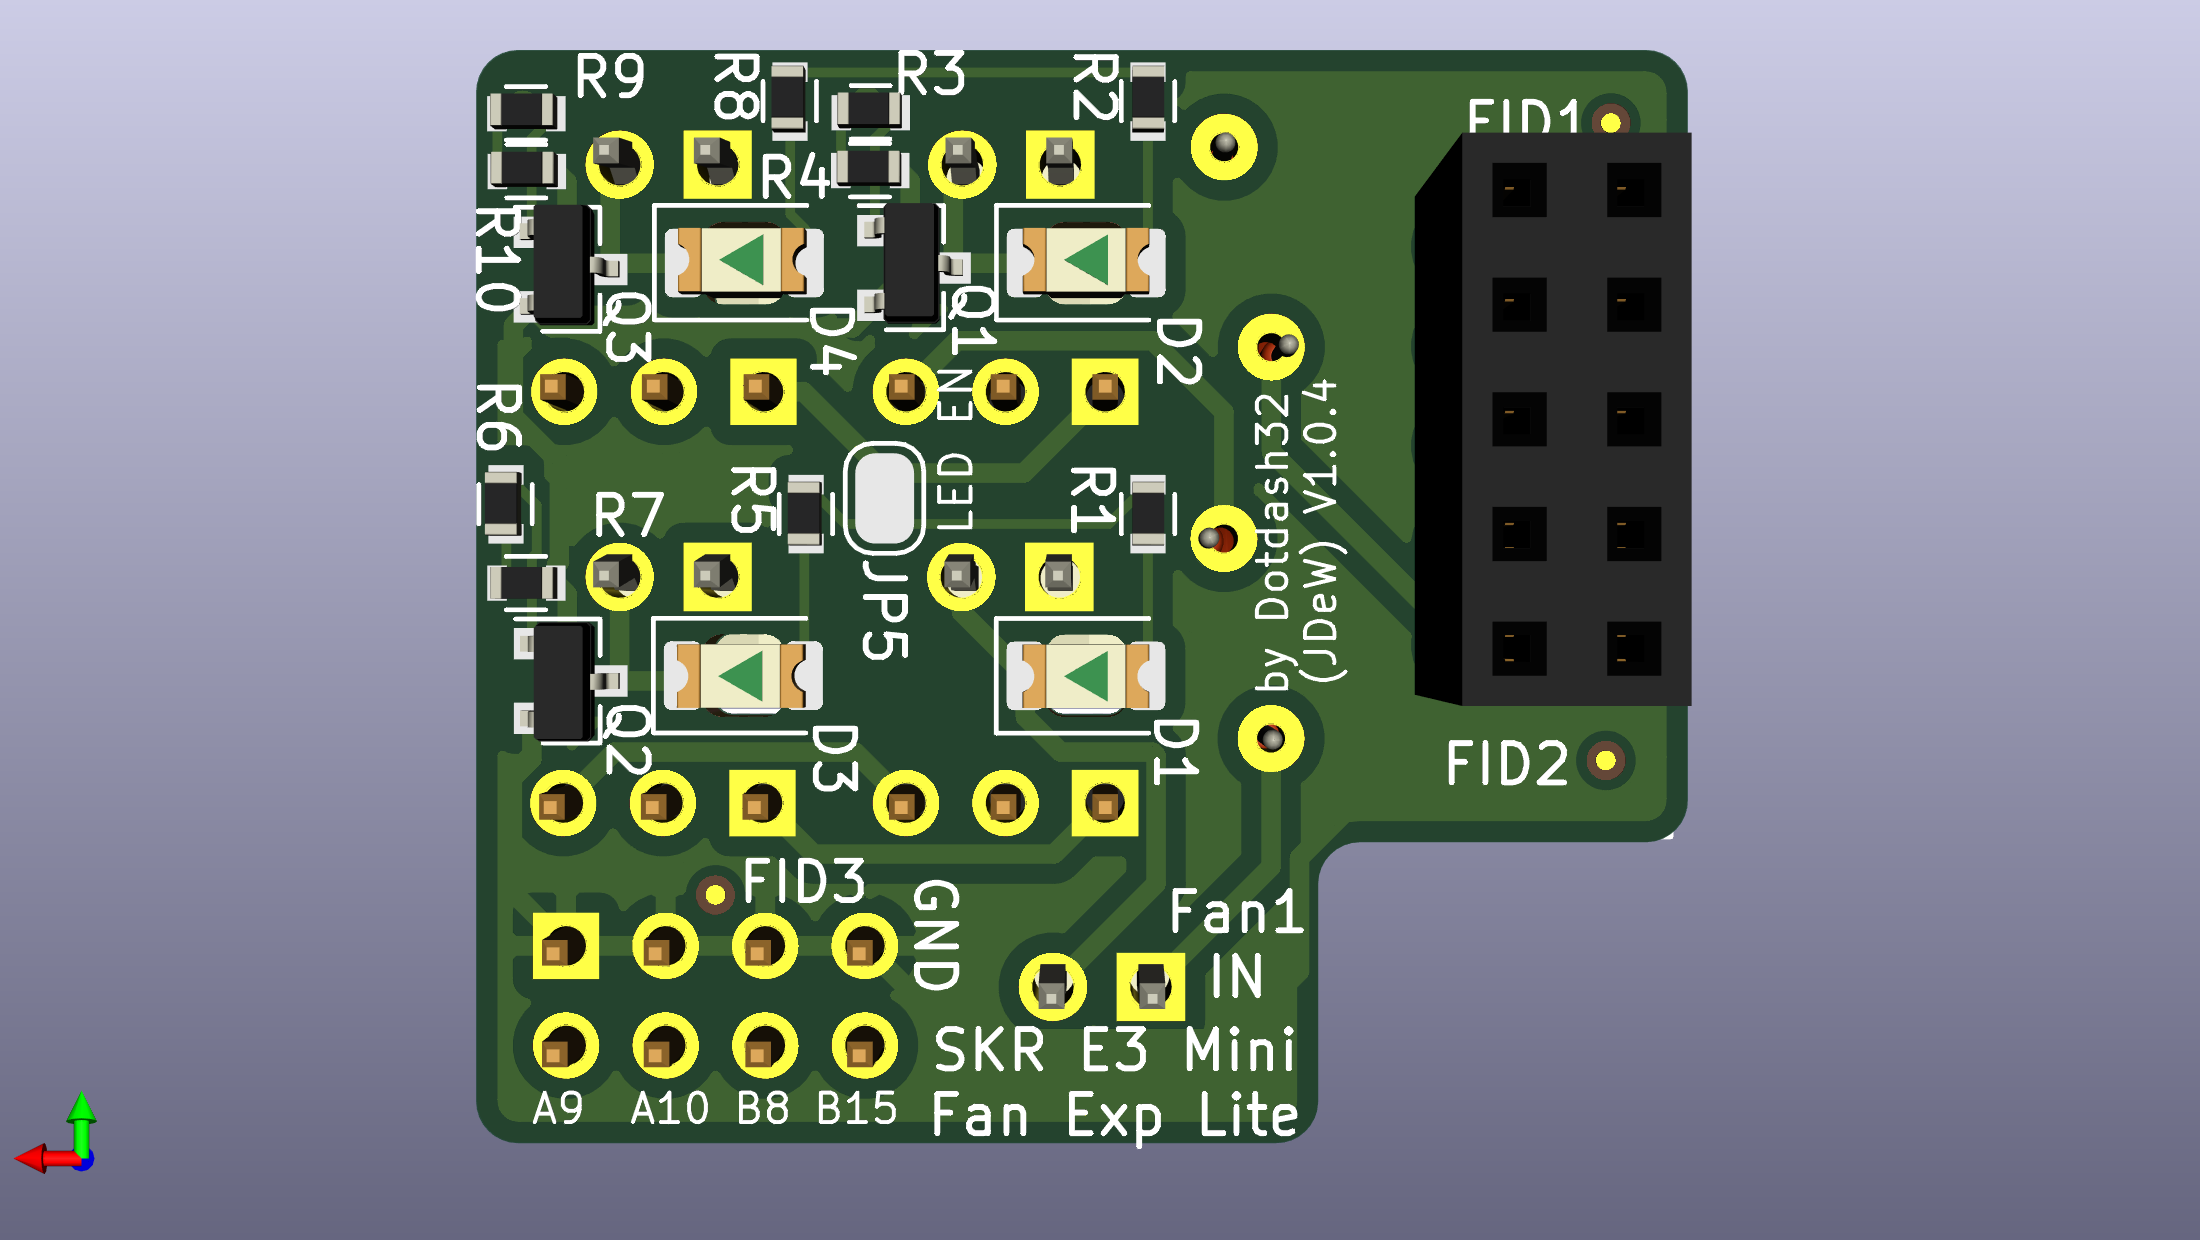 R9
R8
R3
R2
FID1
R4
R10
Q3
D4
Q1
D2
R6
LED EN
by Dotdash32
(JDeW) V1.0.4
R7
R5
R1
JP5
Q2
D3
D1
FID2
FID3
GND
Fan1
IN
SKR E3 Mini
Fan Exp Lite
A9 A10 B8 B15